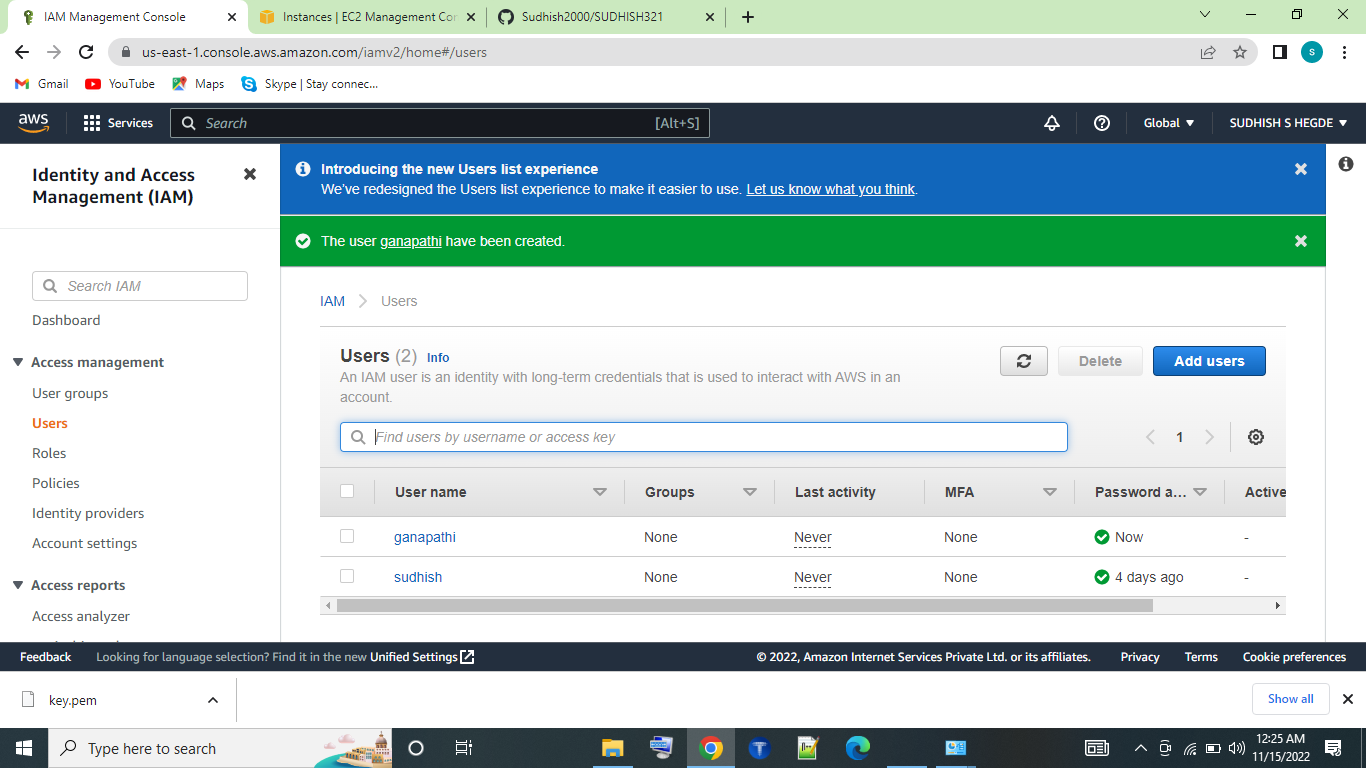 IAM Management Console
Instances | EC2 Management Cor
Sudhish2000/SUDHISH321
us-east-1.console.aws.amazon.com/iamv2/home#/users
S
Gmail
YouTube
Maps
Skype | Stay connec...
aws
Services
Search
[Alt+S]
Global
SUDHISH S HEGDE
Identity and Access
Management (IAM)
Search IAM
Dashboard
Access management
User groups
Users
Roles
Policies
Identity providers
Account settings
Access reports
Access analyzer
Introducing the new Users list experience
We've redesigned the Users list experience to make it easier to use. Let us know what you think.
The user ganapathi have been created.
IAM
Users
Users (2) Info
An IAM user is an identity with long-term credentials that is used to interact with AWS in an
account.
Delete
Add users
Find users by username or access key
1
User name
Groups
Last activity
MFA
Password a...
Active
ganapathi
None
Never
None
Now
-
sudhish
None
Never
None
4 days ago
-
Feedback
Looking for language selection? Find it in the new Unified Settings
© 2022, Amazon Internet Services Private Ltd. or its affiliates.
Privacy
Terms
Cookie preferences
key.pem
Show all
Type here to search
12:25 AM
11/15/2022